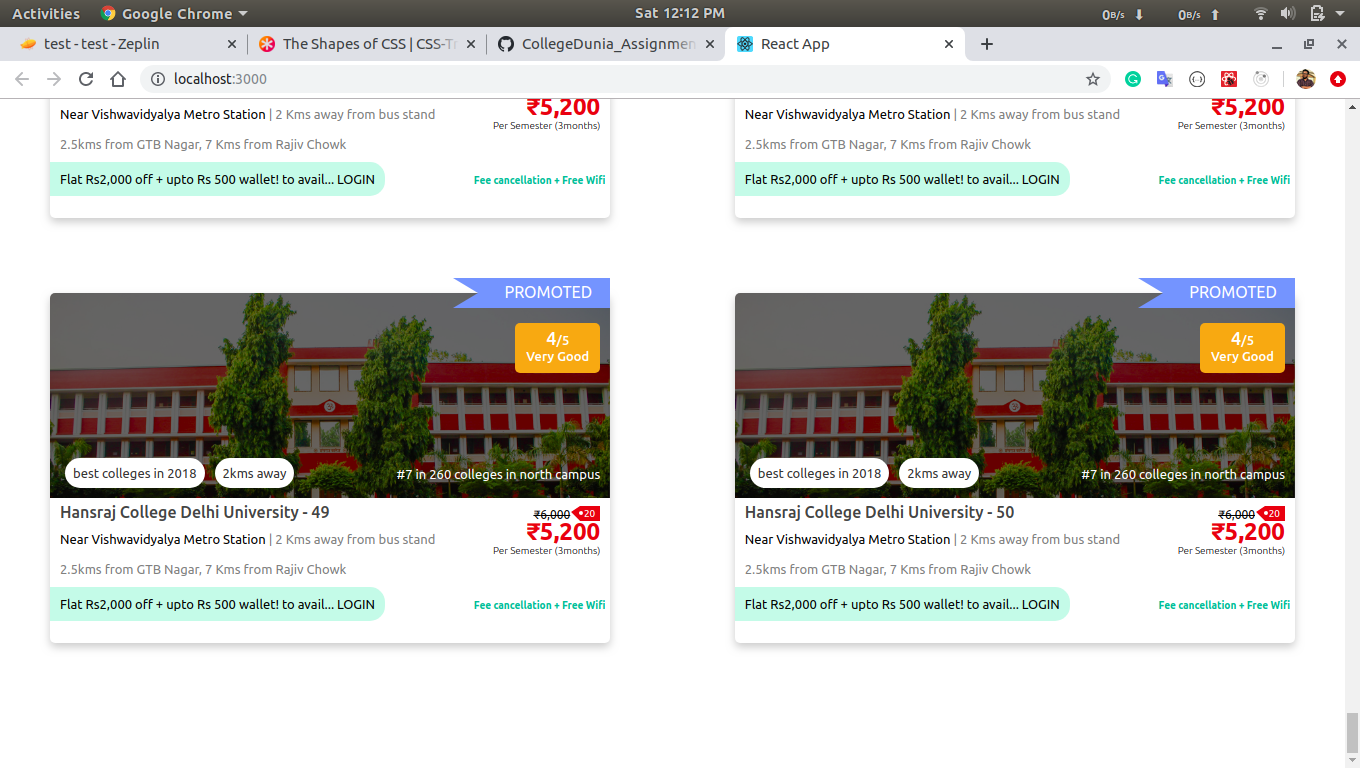 Activities Google Chrome Sat 12:12 PM 0B/s 0B/s
test - test - Zeplin The Shapes of CSS | CSS-Tr CollegeDunia_Assignmen React App
localhost:3000
₹5,200 ₹5,200
Near Vishwavidyalya Metro Station | 2 Kms away from bus stand Near Vishwavidyalya Metro Station | 2 Kms away from bus stand
Per Semester (3months) Per Semester (3months)
2.5kms from GTB Nagar, 7 Kms from Rajiv Chowk 2.5kms from GTB Nagar, 7 Kms from Rajiv Chowk
Flat Rs2,000 off + upto Rs 500 wallet! to avail... LOGIN Fee cancellation + Free Wifi Flat Rs2,000 off + upto Rs 500 wallet! to avail... LOGIN Fee cancellation + Free Wifi
PROMOTED PROMOTED
4/5 4/5
Very Good Very Good
best colleges in 2018 2kms away #7 in 260 colleges in north campus best colleges in 2018 2kms away #7 in 260 colleges in north campus
Hansraj College Delhi University - 49 ₹6,000 20 Hansraj College Delhi University - 50 ₹6,000 20
₹5,200 ₹5,200
Near Vishwavidyalya Metro Station | 2 Kms away from bus stand Near Vishwavidyalya Metro Station | 2 Kms away from bus stand
Per Semester (3months) Per Semester (3months)
2.5kms from GTB Nagar, 7 Kms from Rajiv Chowk 2.5kms from GTB Nagar, 7 Kms from Rajiv Chowk
Flat Rs2,000 off + upto Rs 500 wallet! to avail... LOGIN Fee cancellation + Free Wifi Flat Rs2,000 off + upto Rs 500 wallet! to avail... LOGIN Fee cancellation + Free Wifi